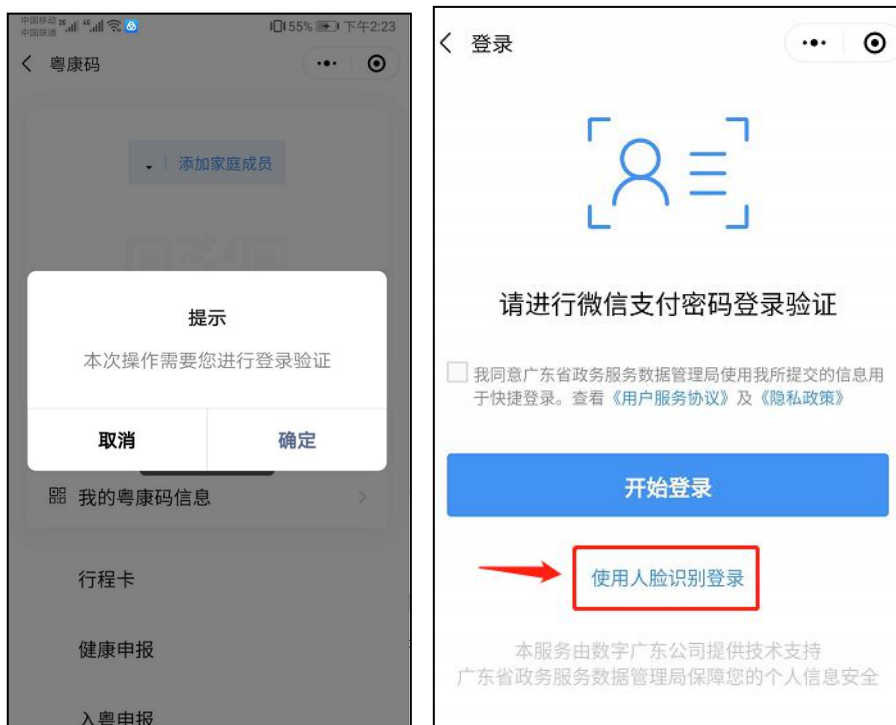 中国移动
中国联通
55%
下午2:23
粤康码
添加家庭成员
提示
本次操作需要您进行登录验证
取消
确定
我的粤康码信息
行程卡
健康申报
入粤申报
登录
请进行微信支付密码登录验证
我同意广东省政务服务数据管理局使用我所提交的信息用
于快捷登录。查看《用户服务协议》及《隐私政策》
开始登录
使用人脸识别登录
本服务由数字广东公司提供技术支持
广东省政务服务数据管理局保障您的个人信息安全